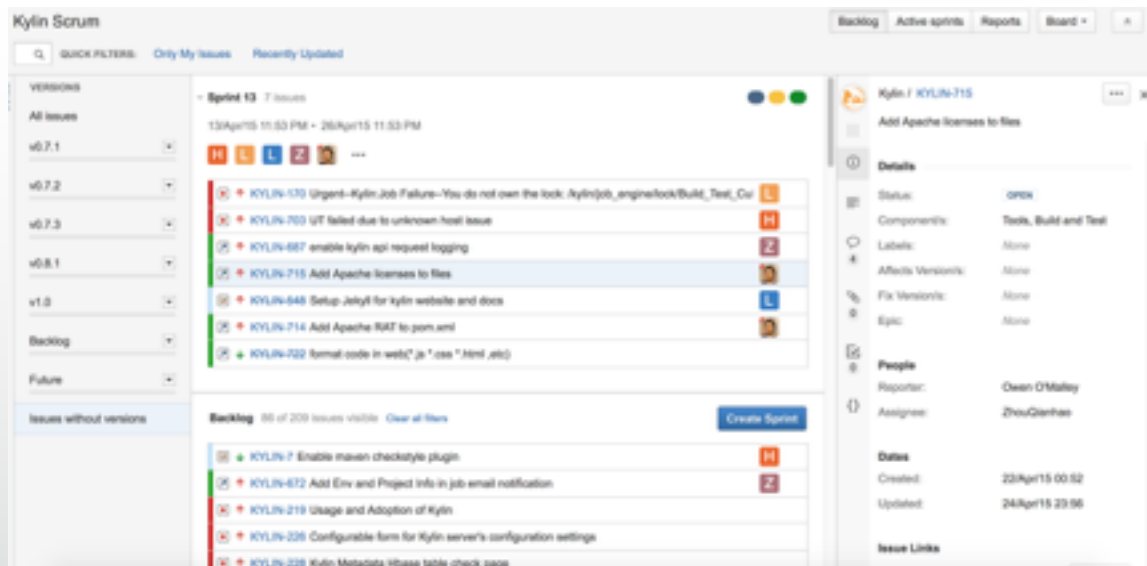 Kylin Scrum
Backlog Active sprints Reports Board
QUICK FILTERS: Only My Issues Recently Updated
VERSIONS
All issues
v0.7.1
v0.7.2
v0.7.3
v0.8.1
v1.0
Backlog
Future
Issues without versions
Sprint 13 7 issues
13/Apr/15 11:53 PM • 26/Apr/15 11:53 PM
H L L Z ...
KYLIN-170 Urgent--Kylin Job Failure--You do not own the lock: /kylin/job_engine/lock/Build_Test_Cu L
KYLIN-703 UT failed due to unknown host issue H
KYLIN-687 enable kylin api request logging Z
KYLIN-715 Add Apache licenses to files
KYLIN-648 Setup Jekyll for kylin website and docs L
KYLIN-714 Add Apache RAT to pom.xml
KYLIN-722 format code in web(*.js *.css *.html ,etc)
Backlog 86 of 209 issues visible Clear all filters Create Sprint
KYLIN-7 Enable maven checkstyle plugin H
KYLIN-672 Add Env and Project Info in job email notification Z
KYLIN-219 Usage and Adoption of Kylin
KYLIN-226 Configurable form for Kylin server's configuration settings
KYLIN-228 Kylin Metadata Hbase table check page
Kylin / KYLIN-715 ...
Add Apache licenses to files
Details
Status: OPEN
Component/s: Tools, Build and Test
Labels: None
4
Affects Version/s: None
Fix Version/s: None
0
Epic: None
0
People
Reporter: Owen O'Malley
Assignee: ZhouQianhao
Dates
Created: 22/Apr/15 00:52
Updated: 24/Apr/15 23:56
Issue Links